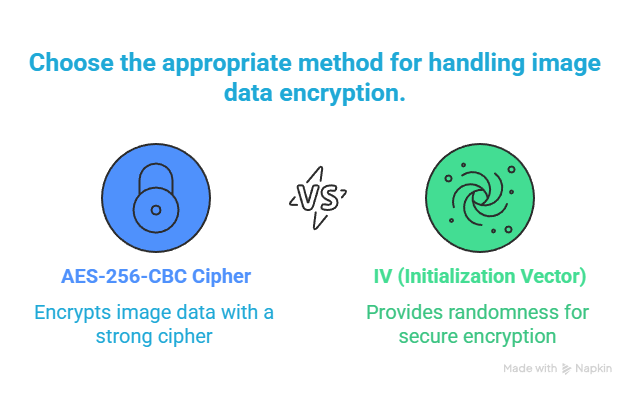 Choose the appropriate method for handling image
data encryption.
VS
AES-256-CBC Cipher
IV (Initialization Vector)
Encrypts image data with a
strong cipher
Provides randomness for
secure encryption
Made with Napkin